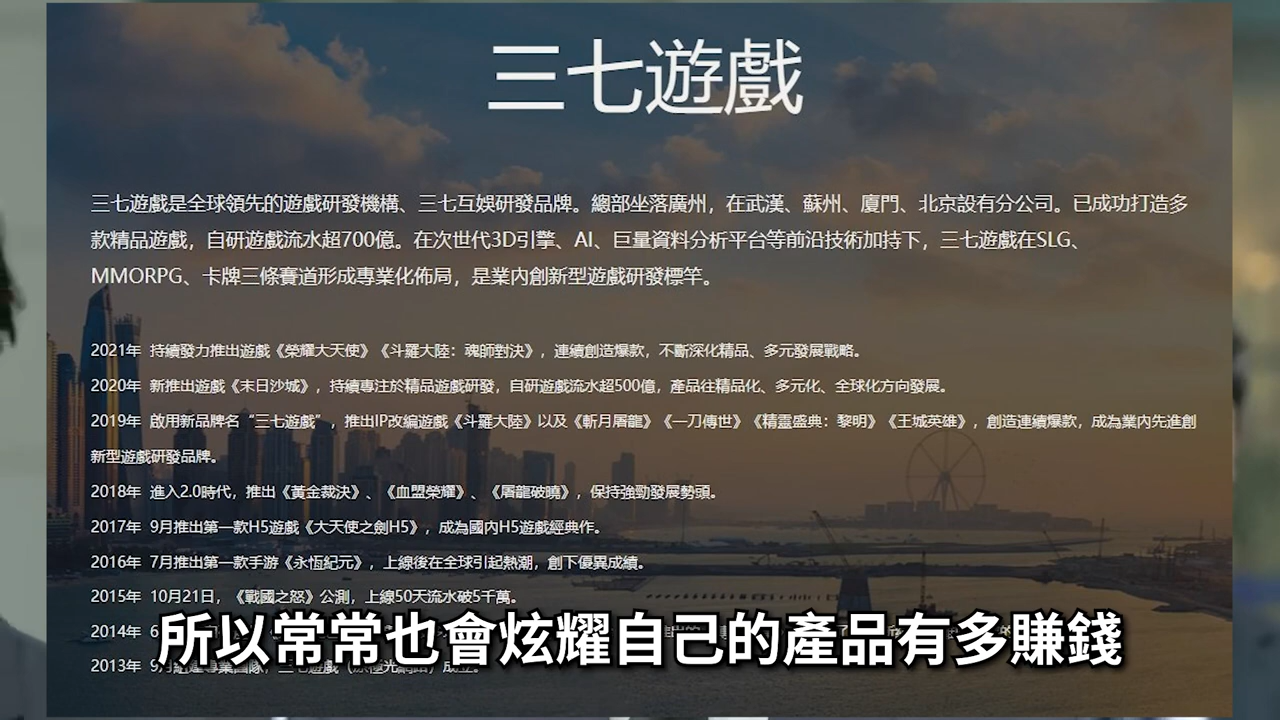 三七遊戲
三七遊戲是全球領先的遊戲研發機構、三七互娛研發品牌。總部坐落廣州，在武漢、蘇州、廈門、北京設有分公司。已成功打造多
款精品遊戲，自研遊戲流水超700億。在次世代3D引擎、AI、巨量資料分析平台等前沿技術加持下，三七遊戲在SLG、
MMORPG、卡牌三條賽道形成專業化佈局，是業內創新型遊戲研發標竿。
2021年 持續發力推出遊戲《榮耀大天使》《斗羅大陸：魂師對決》，連續創造爆款，不斷深化精品、多元發展戰略。
2020年 新推出遊戲《末日沙城》，持續專注於精品遊戲研發，自研遊戲流水超500億，產品往精品化、多元化、全球化方向發展。
2019年 啟用新品牌名“三七遊戲”，推出IP改編遊戲《斗羅大陸》以及《斬月屠龍》《一刀傳世》《精靈盛典：黎明》《王城英雄》，創造連續爆款，成為業內先進創
新型遊戲研發品牌。
2018年 進入2.0時代，推出《黃金裁決》、《血盟榮耀》、《屠龍破曉》，保持強勁發展勢頭。
2017年 9月推出第一款H5遊戲《大天使之劍H5》，成為國內H5遊戲經典作。
2016年 7月推出第一款手游《永恆紀元》，上線後在全球引起熱潮，創下優異成績。
2015年 10月21日，《戰國之怒》公測，上線50天流水破5千萬。
2014年 6
2013年 9月組建專業團隊，三七遊戲（原極光網絡）成立。
所以常常也會炫耀自己的產品有多賺錢